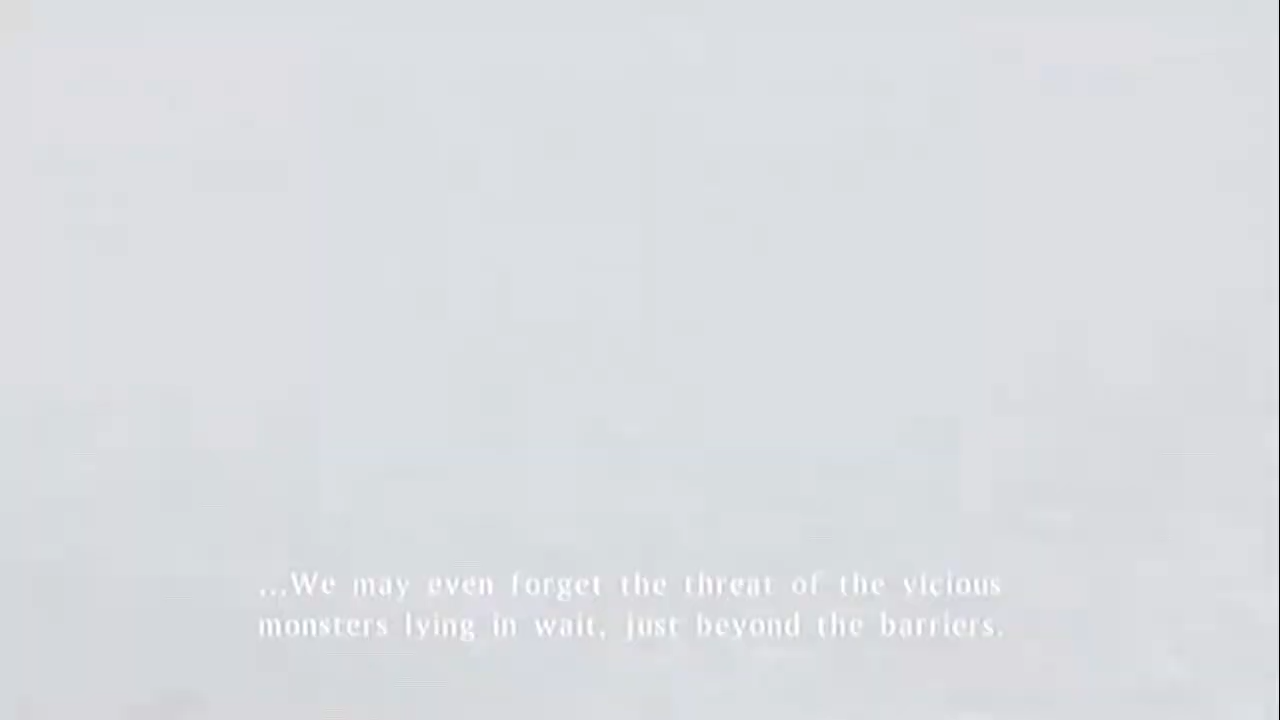 ...We may even forget the threat of the vicious
monsters lying in wait, just beyond the barriers.